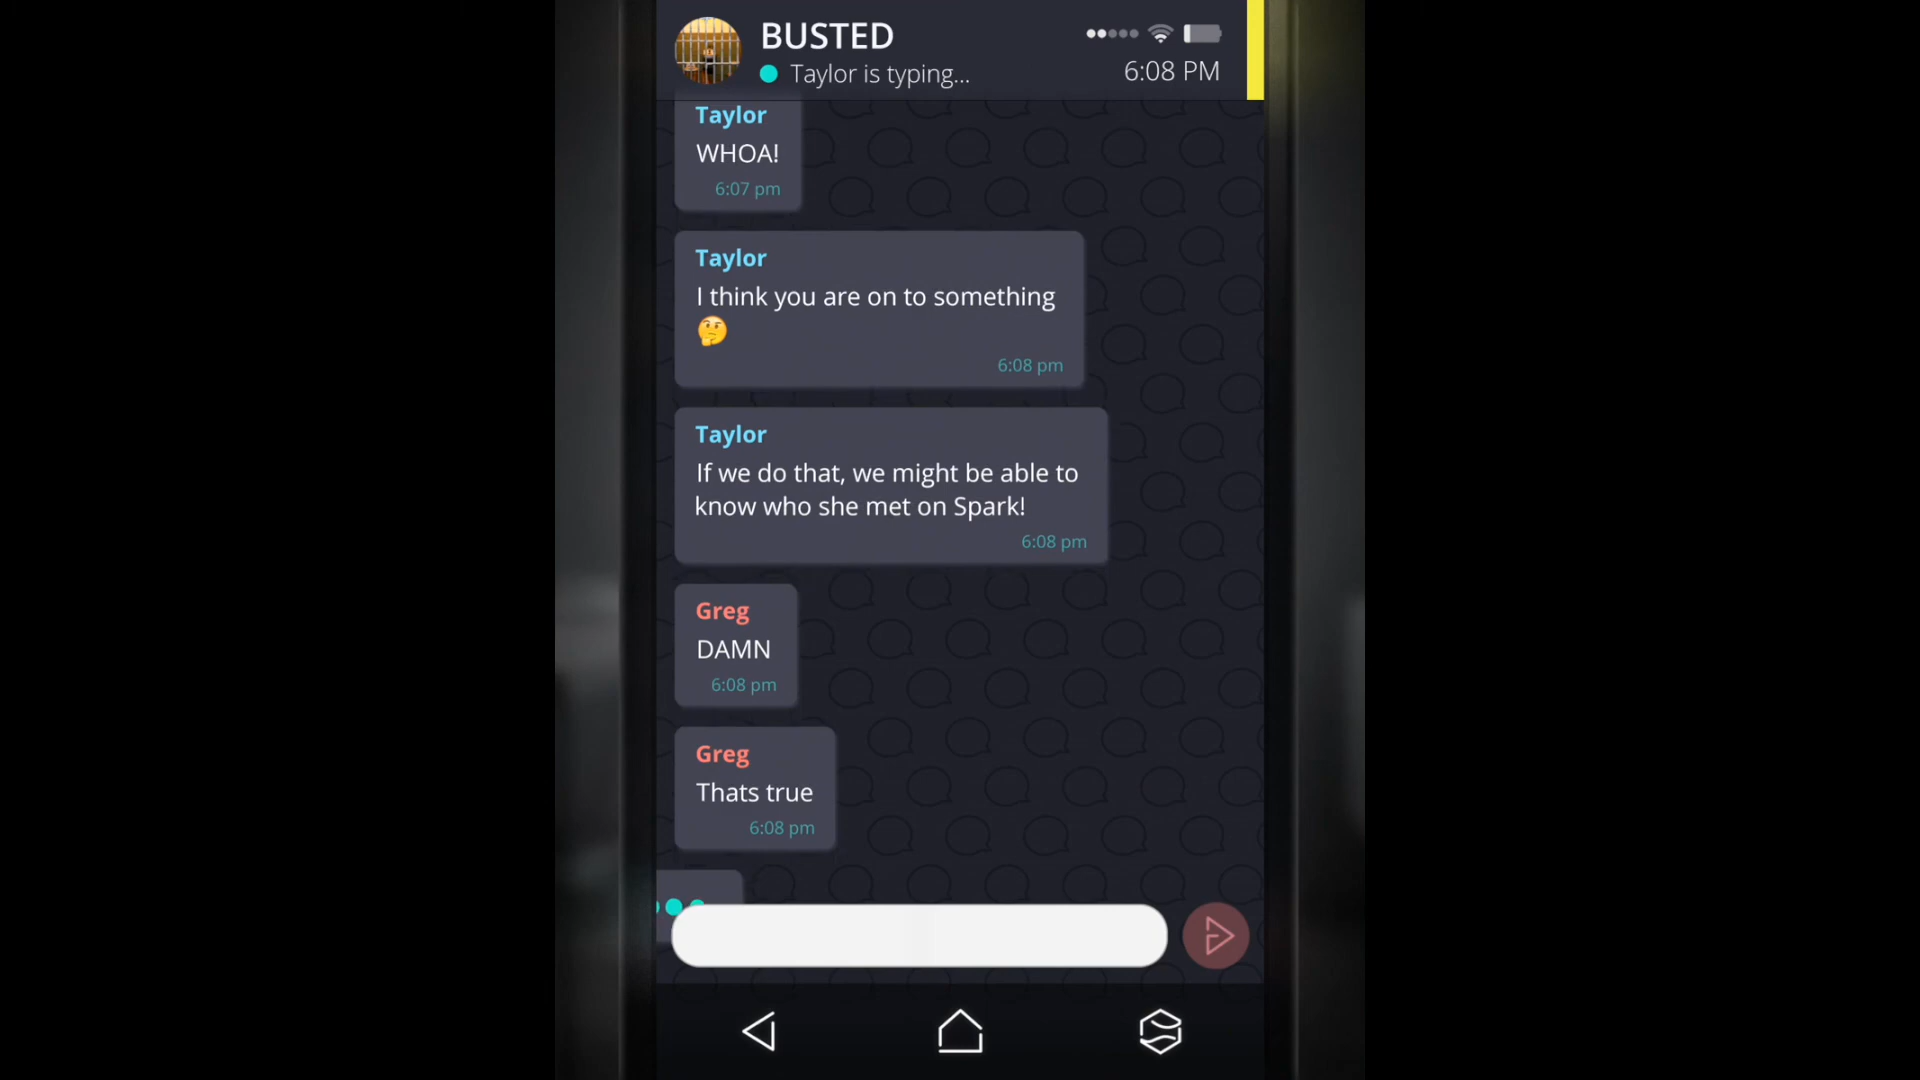 BUSTED
Taylor is typing...
6:08 PM
Taylor
WHOA!
6:07 pm
Taylor
I think you are on to something
🤔
6:08 pm
Taylor
If we do that, we might be able to
know who she met on Spark!
6:08 pm
Greg
DAMN
6:08 pm
Greg
Thats true
6:08 pm